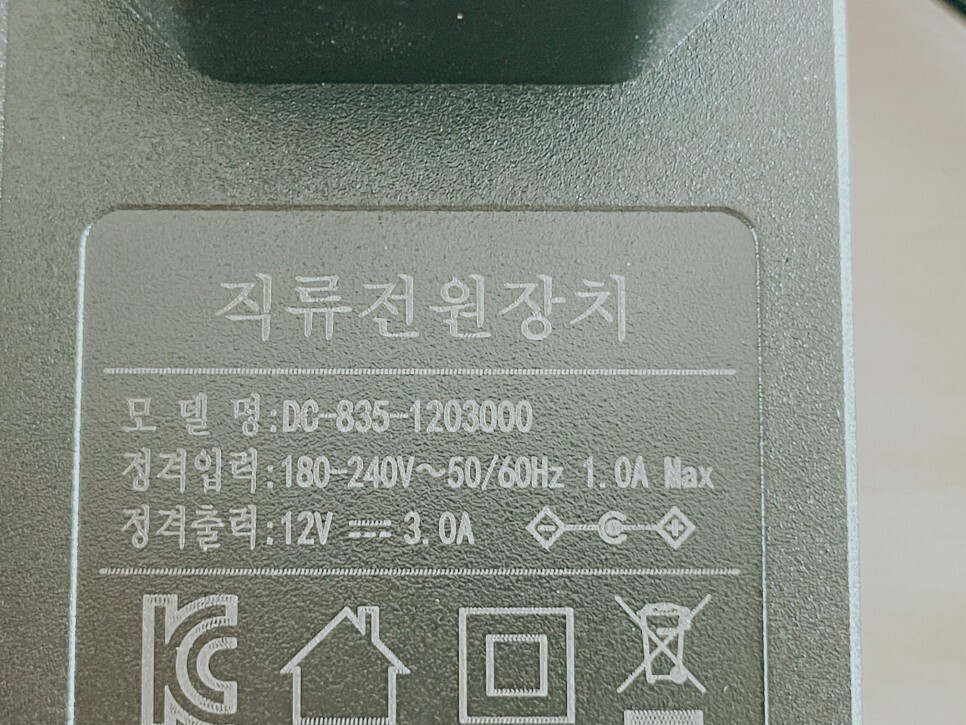 직류전원장치
모 델 명:DC-835-1203000
정격입력:180-240V~50/60Hz 1.0A Max
정격출력:12V ⎓ 3.0A